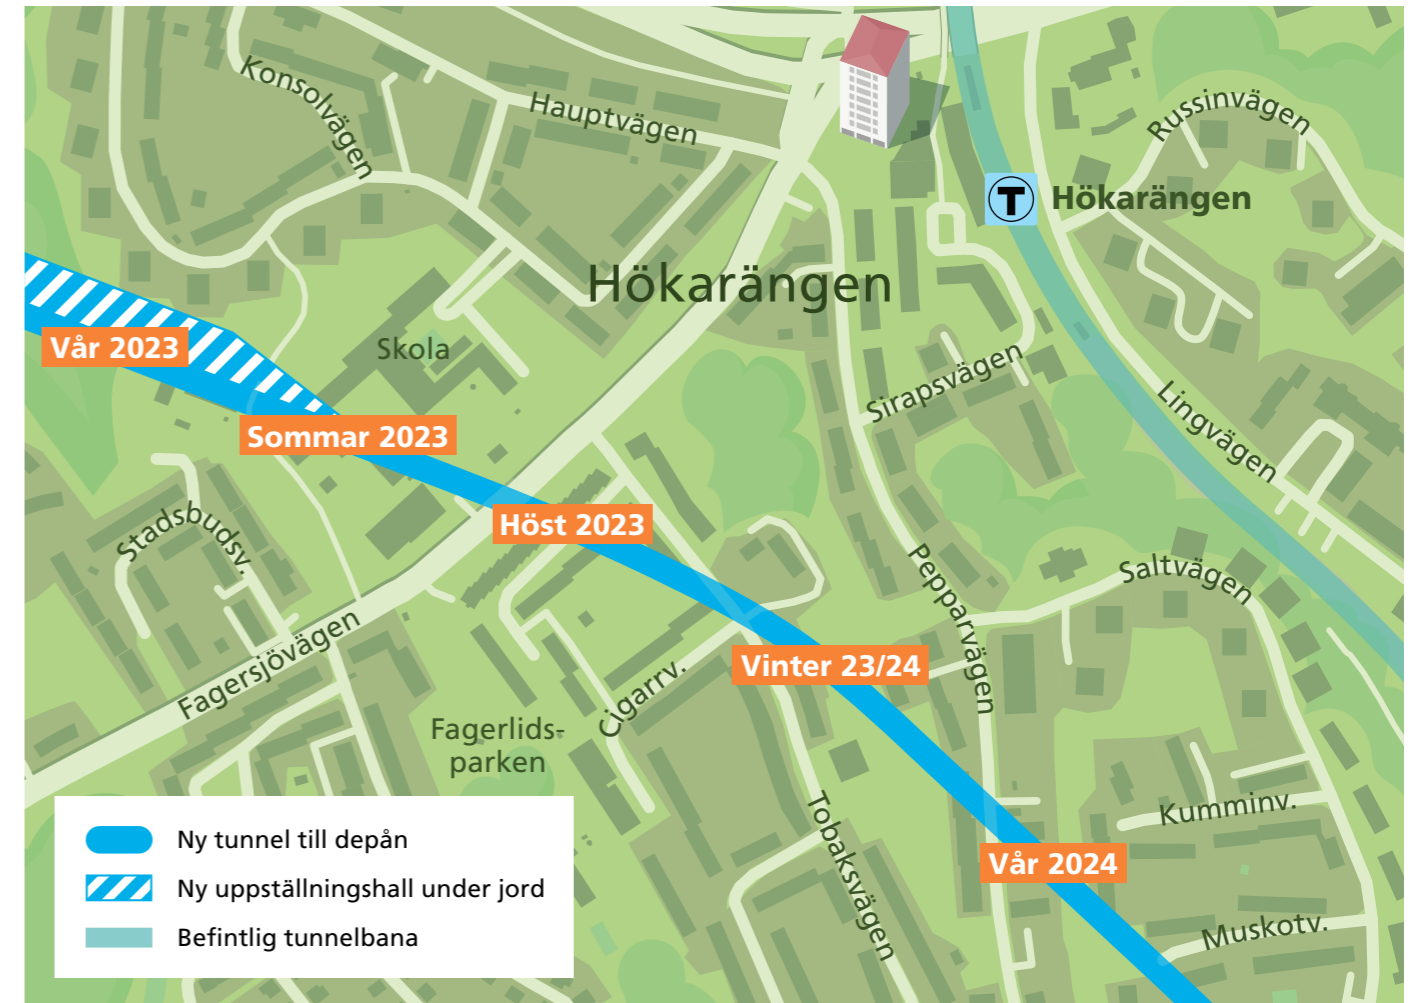 Konsolvägen
Hauptvägen
Russinvägen
T
Hökarängen
Hökarängen
Vår 2023
Skola
Sirapsvägen
Lingvägen
Sommar 2023
Höst 2023
Stadsbudsv.
Pepparvägen
Saltvägen
Fagersjövägen
Vinter 23/24
Cigarrv.
Fagerlids-
parken
Tobaksvägen
Kumminv.
Vår 2024
Muskotv.
Ny tunnel till depån
Ny uppställningshall under jord
Befintlig tunnelbana